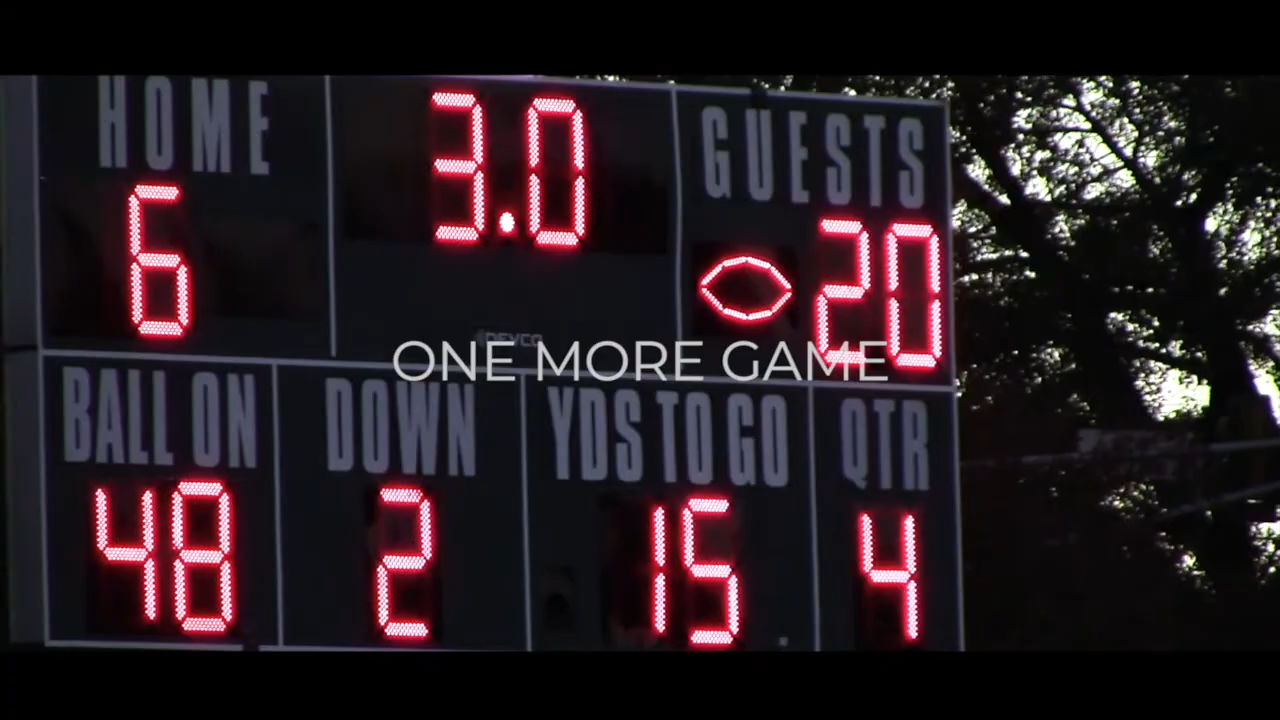 HOME 3.0 GUESTS
6 20
ONE MORE GAME
BALL ON DOWN YDS TO GO QTR
48 2 15 4